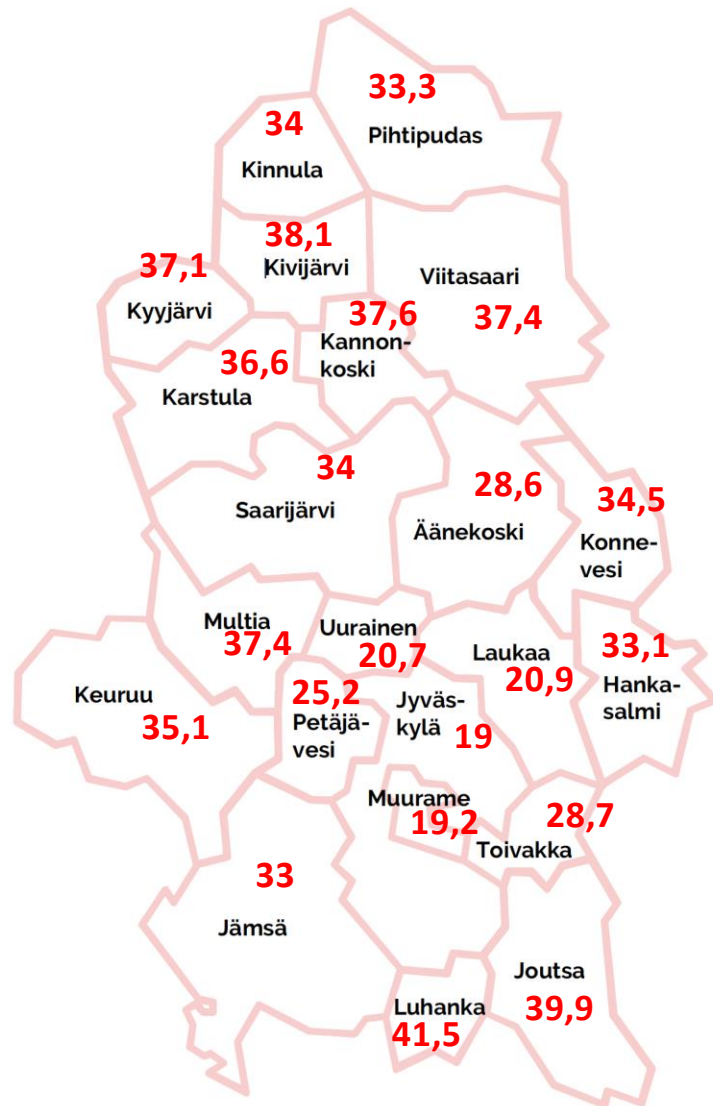 33,3
Pihtipudas
34
Kinnula
38,1
Kivijärvi
37,1
Kyyjärvi
Viitasaari
37,4
37,6
Kannon-
koski
36,6
Karstula
34
Saarijärvi
28,6
Äänekoski
34,5
Konne-
vesi
Multia
37,4
Uurainen
20,7
Laukaa
20,9
33,1
Hanka-
salmi
Keuruu
35,1
25,2
Petäjä-
vesi
Jyväs-
kylä
19
Muurame
19,2
28,7
Toivakka
33
Jämsä
Joutsa
39,9
Luhanka
41,5